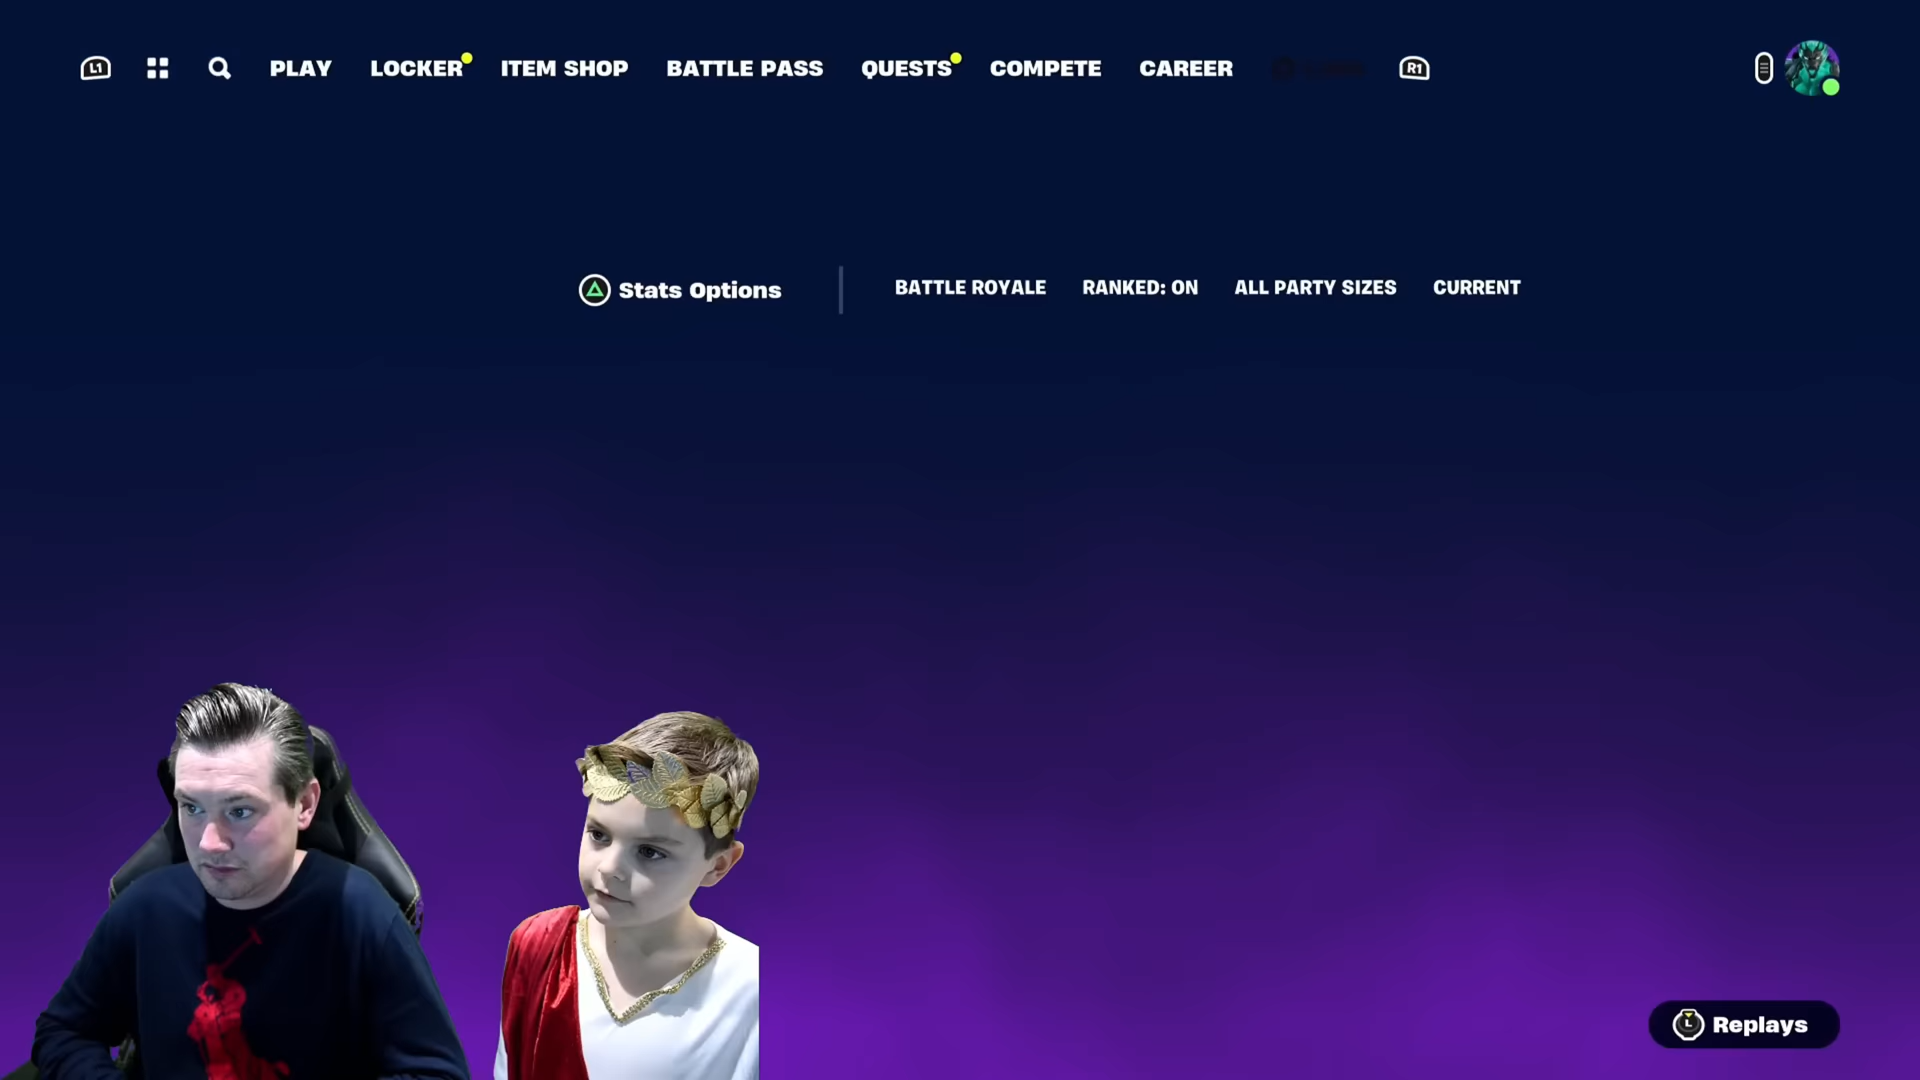 L1 PLAY LOCKER ITEM SHOP BATTLE PASS QUESTS COMPETE CAREER R1
Stats Options BATTLE ROYALE RANKED: ON ALL PARTY SIZES CURRENT
L Replays